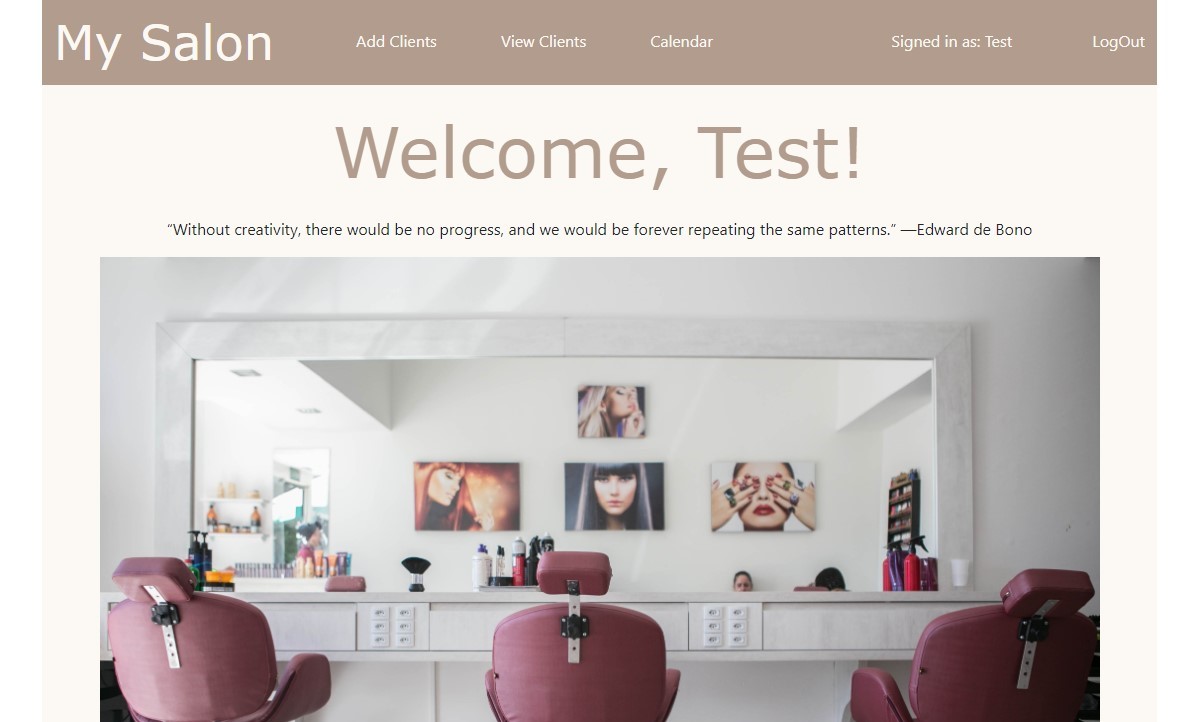 My Salon
Add Clients
View Clients
Calendar
Signed in as: Test
LogOut
Welcome, Test!
“Without creativity, there would be no progress, and we would be forever repeating the same patterns.” —Edward de Bono